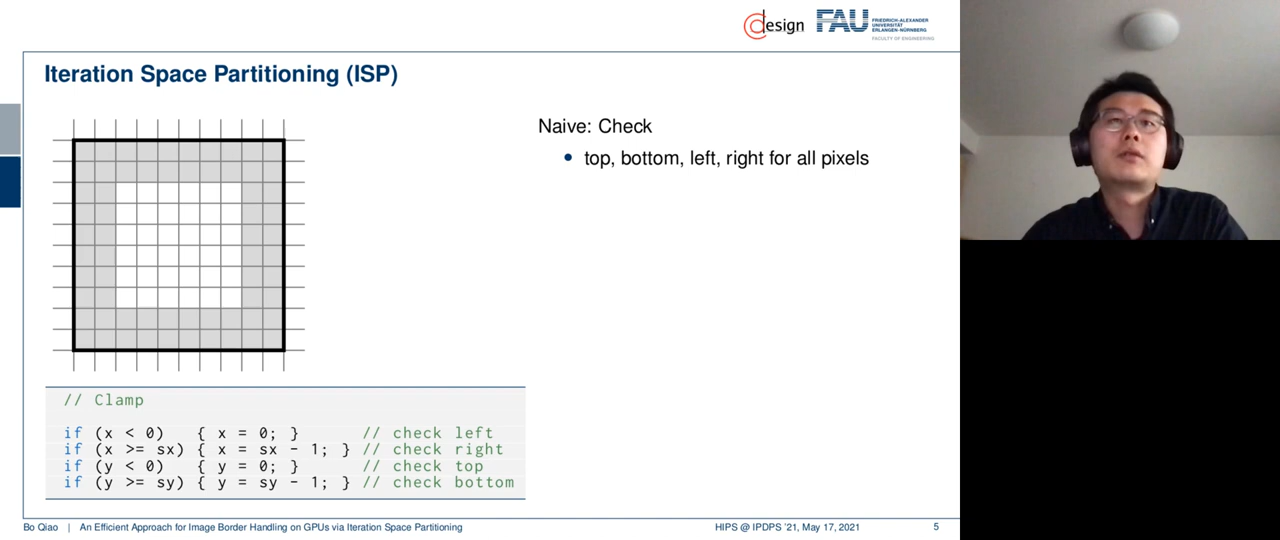 design
FAU
FRIEDRICH-ALEXANDER
UNIVERSITÄT
ERLANGEN-NÜRNBERG
FACULTY OF ENGINEERING
Iteration Space Partitioning (ISP)
Naive: Check
• top, bottom, left, right for all pixels
// Clamp
if (x < 0) { x = 0; } // check left
if (x >= sx) { x = sx - 1; } // check right
if (y < 0) { y = 0; } // check top
if (y >= sy) { y = sy - 1; } // check bottom
Bo Qiao | An Efficient Approach for Image Border Handling on GPUs via Iteration Space Partitioning HIPS @ IPDPS '21, May 17, 2021 5